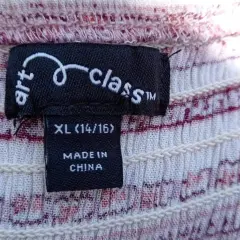 art class™
XL (14/16)
MADE IN
CHINA